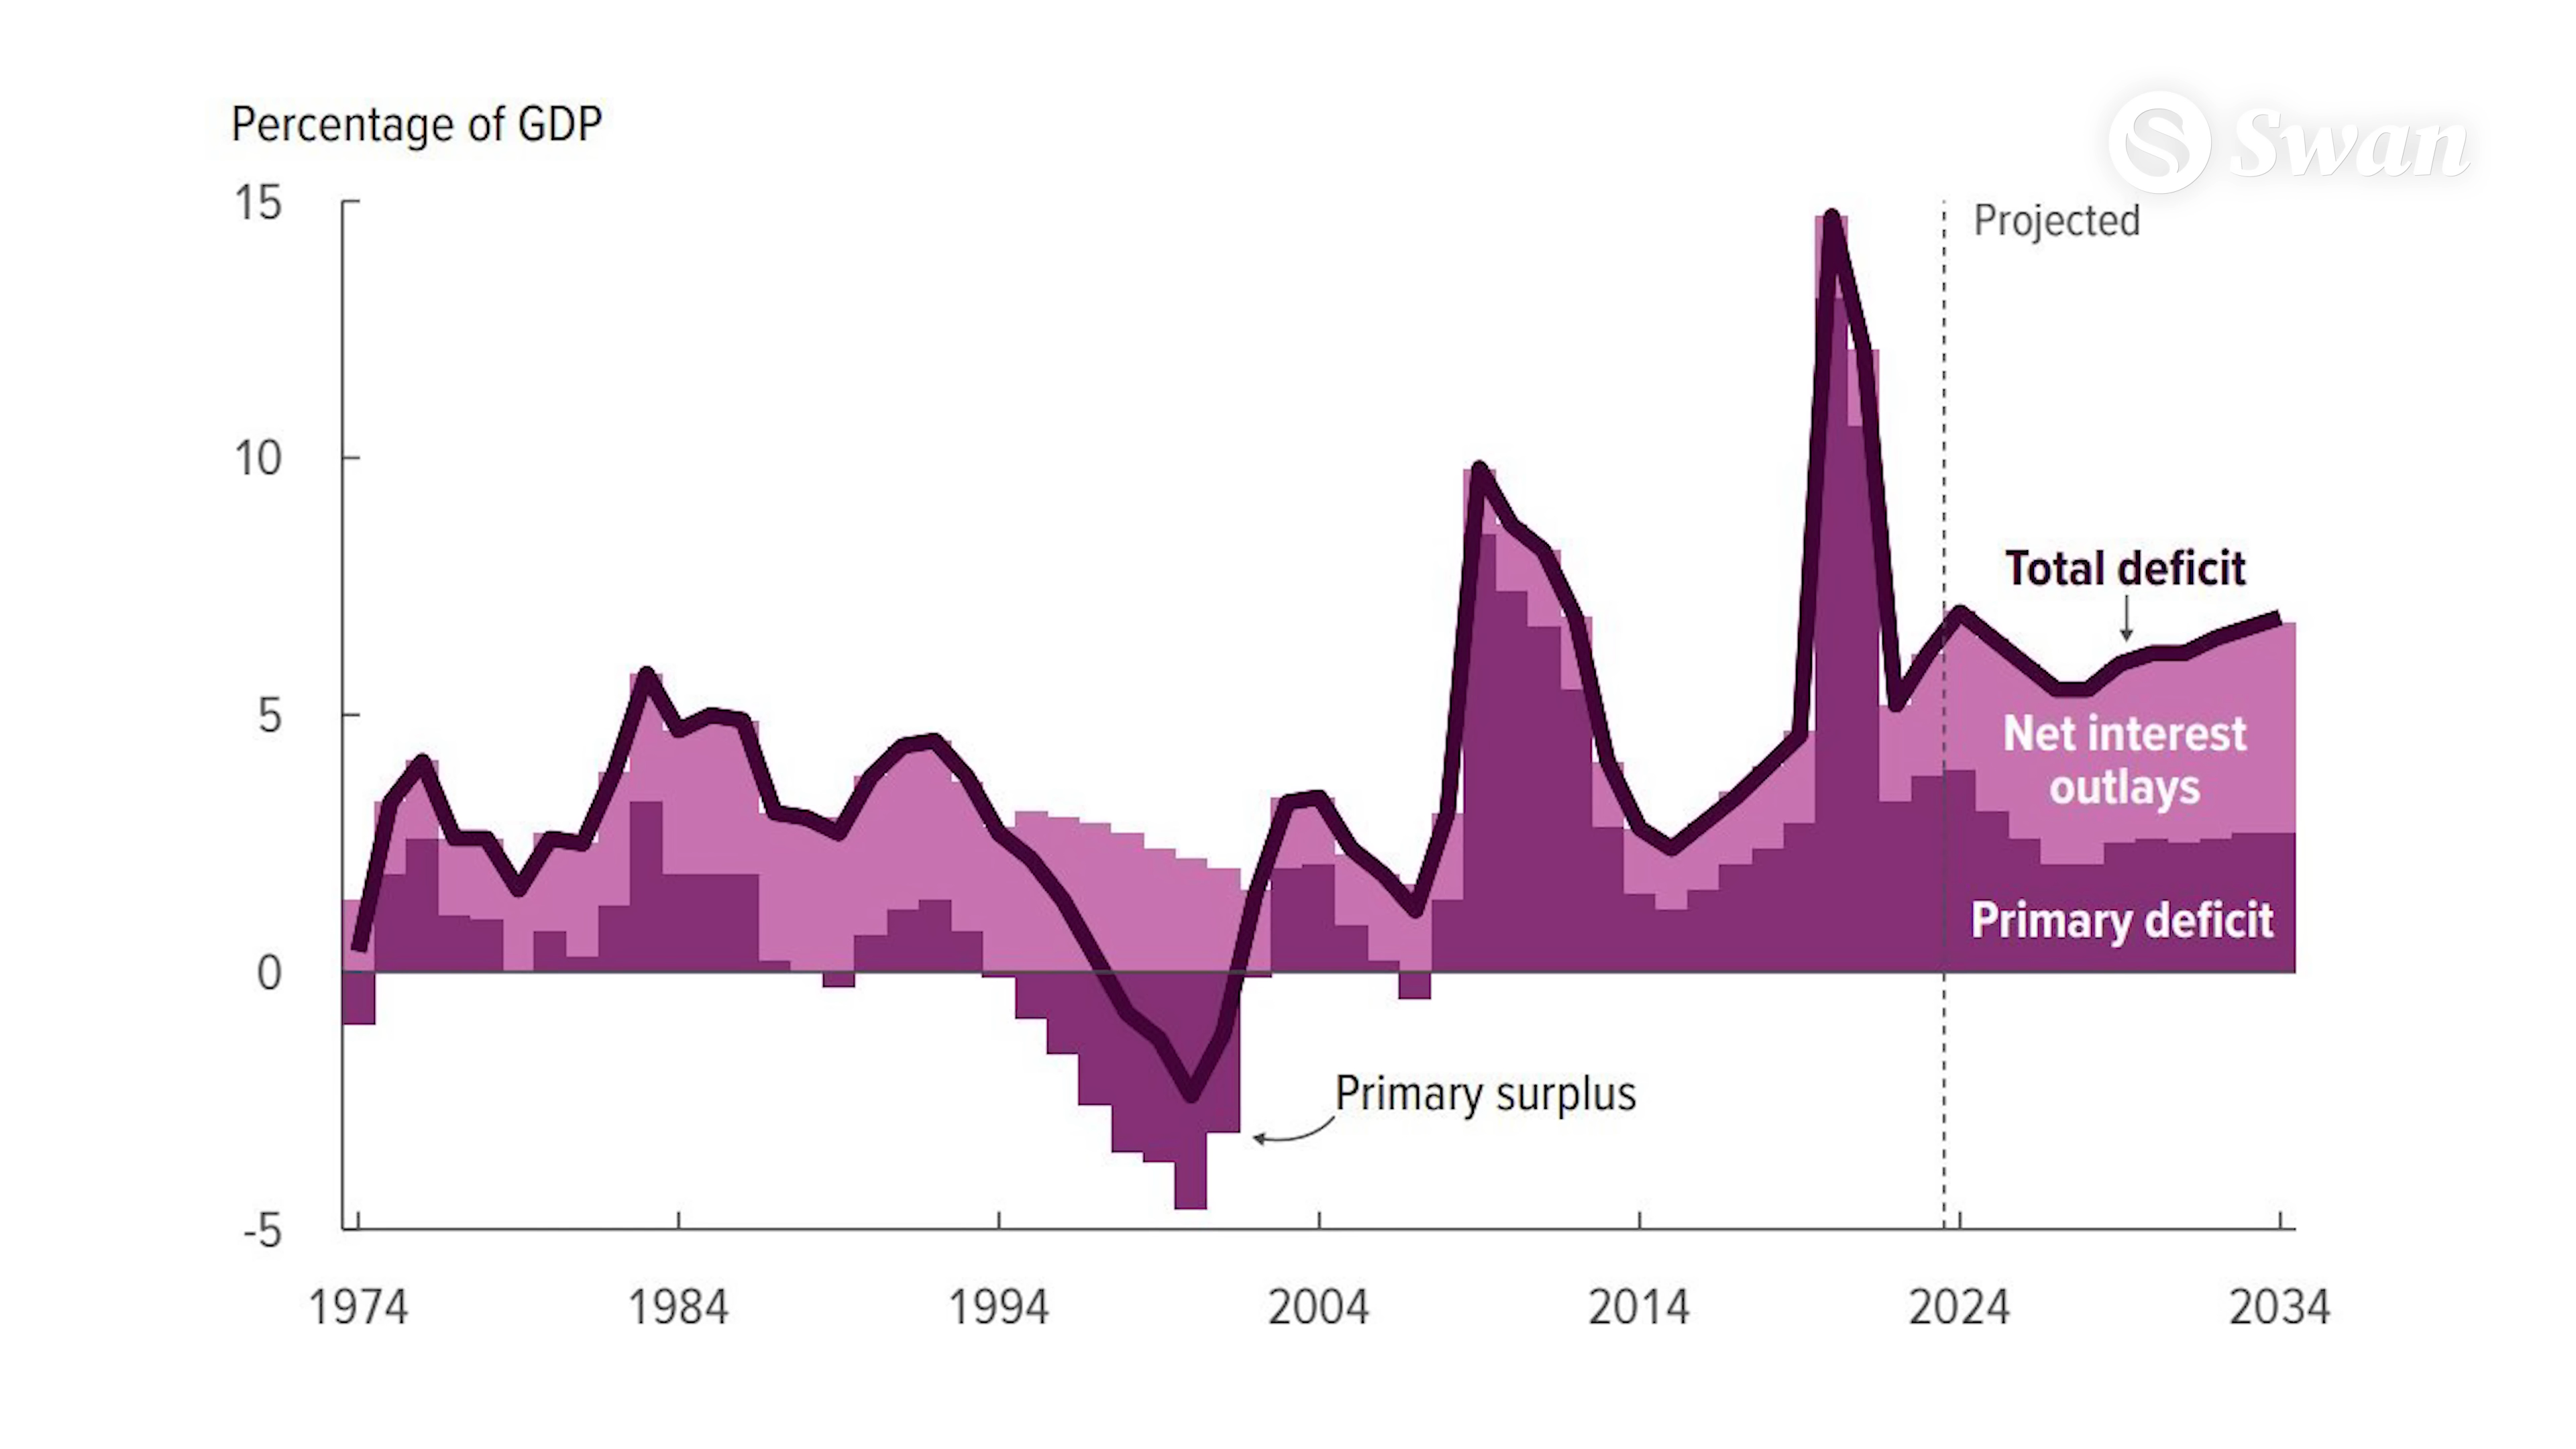 Percentage of GDP
Swan
15
Projected
10
Total deficit
5
Net interest
outlays
Primary deficit
0
Primary surplus
-5
1974 1984 1994 2004 2014 2024 2034